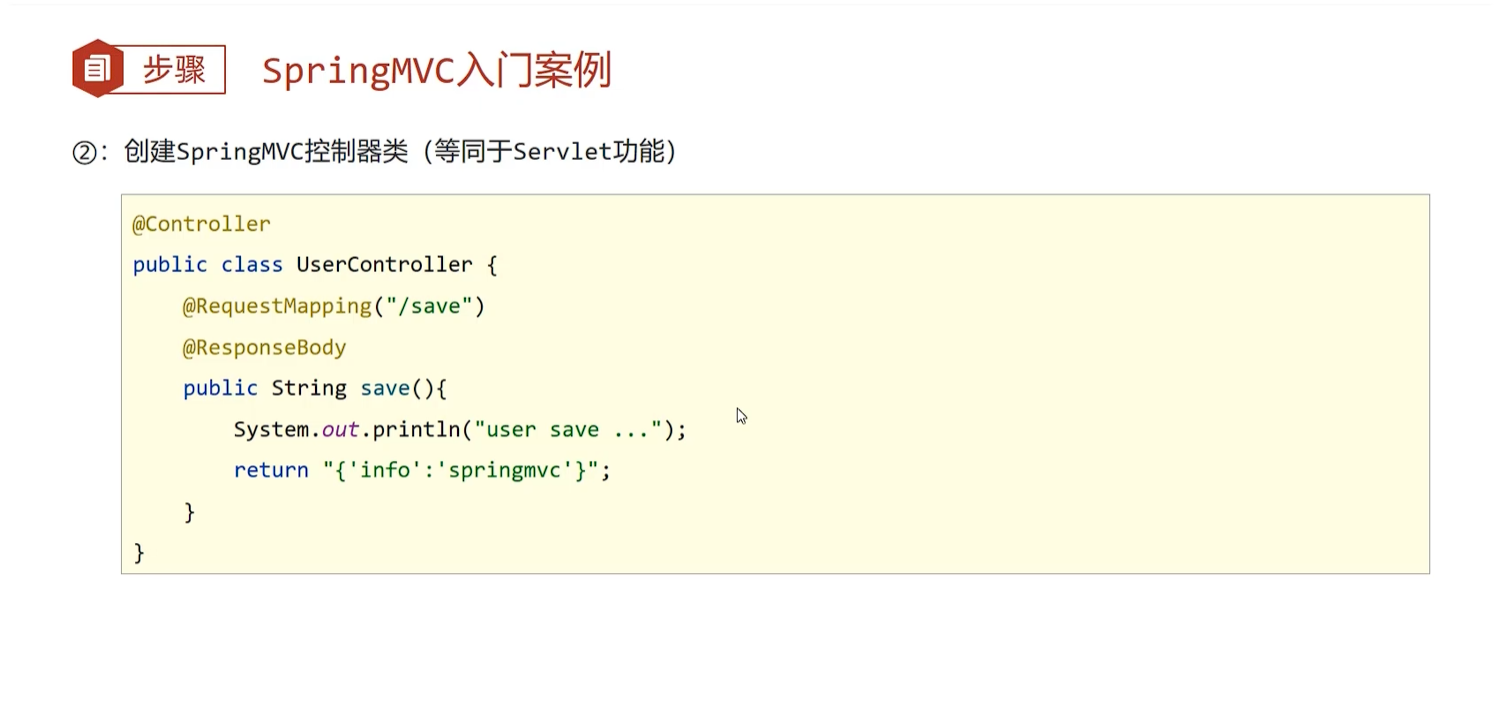 步骤 SpringMVC入门案例
②：创建SpringMVC控制器类（等同于Servlet功能）
@Controller
public class UserController {
    @RequestMapping("/save")
    @ResponseBody
    public String save(){
        System.out.println("user save ...");
        return "{'info':'springmvc'}";
    }
}